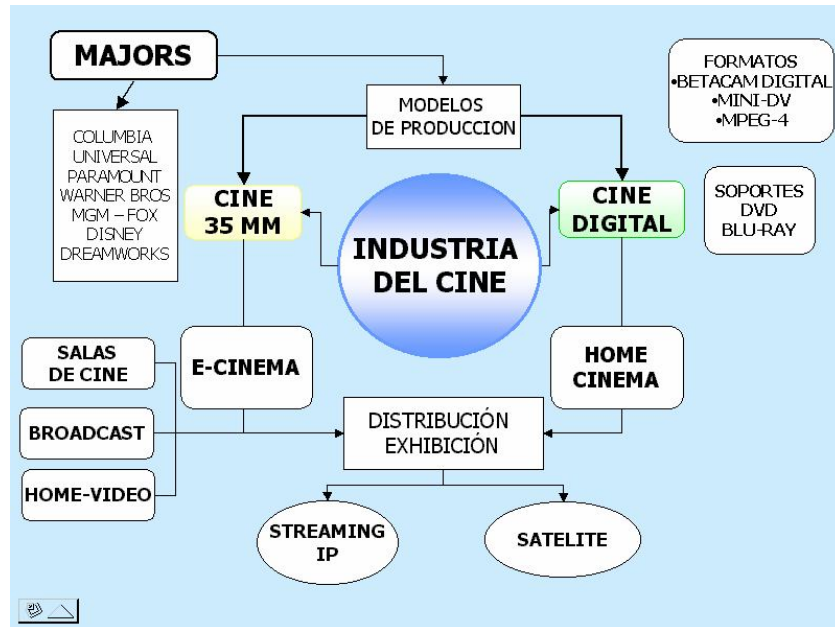 MAJORS
COLUMBIA
UNIVERSAL
PARAMOUNT
WARNER BROS
MGM – FOX
DISNEY
DREAMWORKS
MODELOS
DE PRODUCCION
FORMATOS
•BETACAM DIGITAL
•MINI-DV
•MPEG-4
CINE
35 MM
INDUSTRIA
DEL CINE
CINE
DIGITAL
SOPORTES
DVD
BLU-RAY
SALAS
DE CINE
E-CINEMA
HOME
CINEMA
BROADCAST
DISTRIBUCIÓN
EXHIBICIÓN
HOME-VIDEO
STREAMING
IP
SATELITE